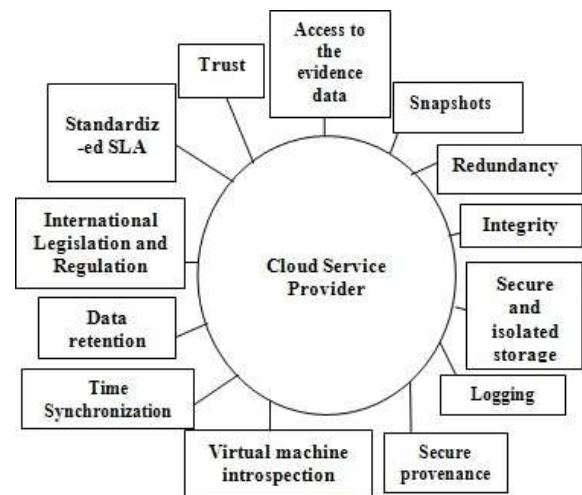 Access to
the
evidence
data
Trust
Snapshots
Standardiz
-ed SLA
Redundancy
International
Legislation and
Regulation
Integrity
Cloud Service
Provider
Secure
and
isolated
storage
Data
retention
Time
Synchronization
Logging
Virtual machine
introspection
Secure
provenance